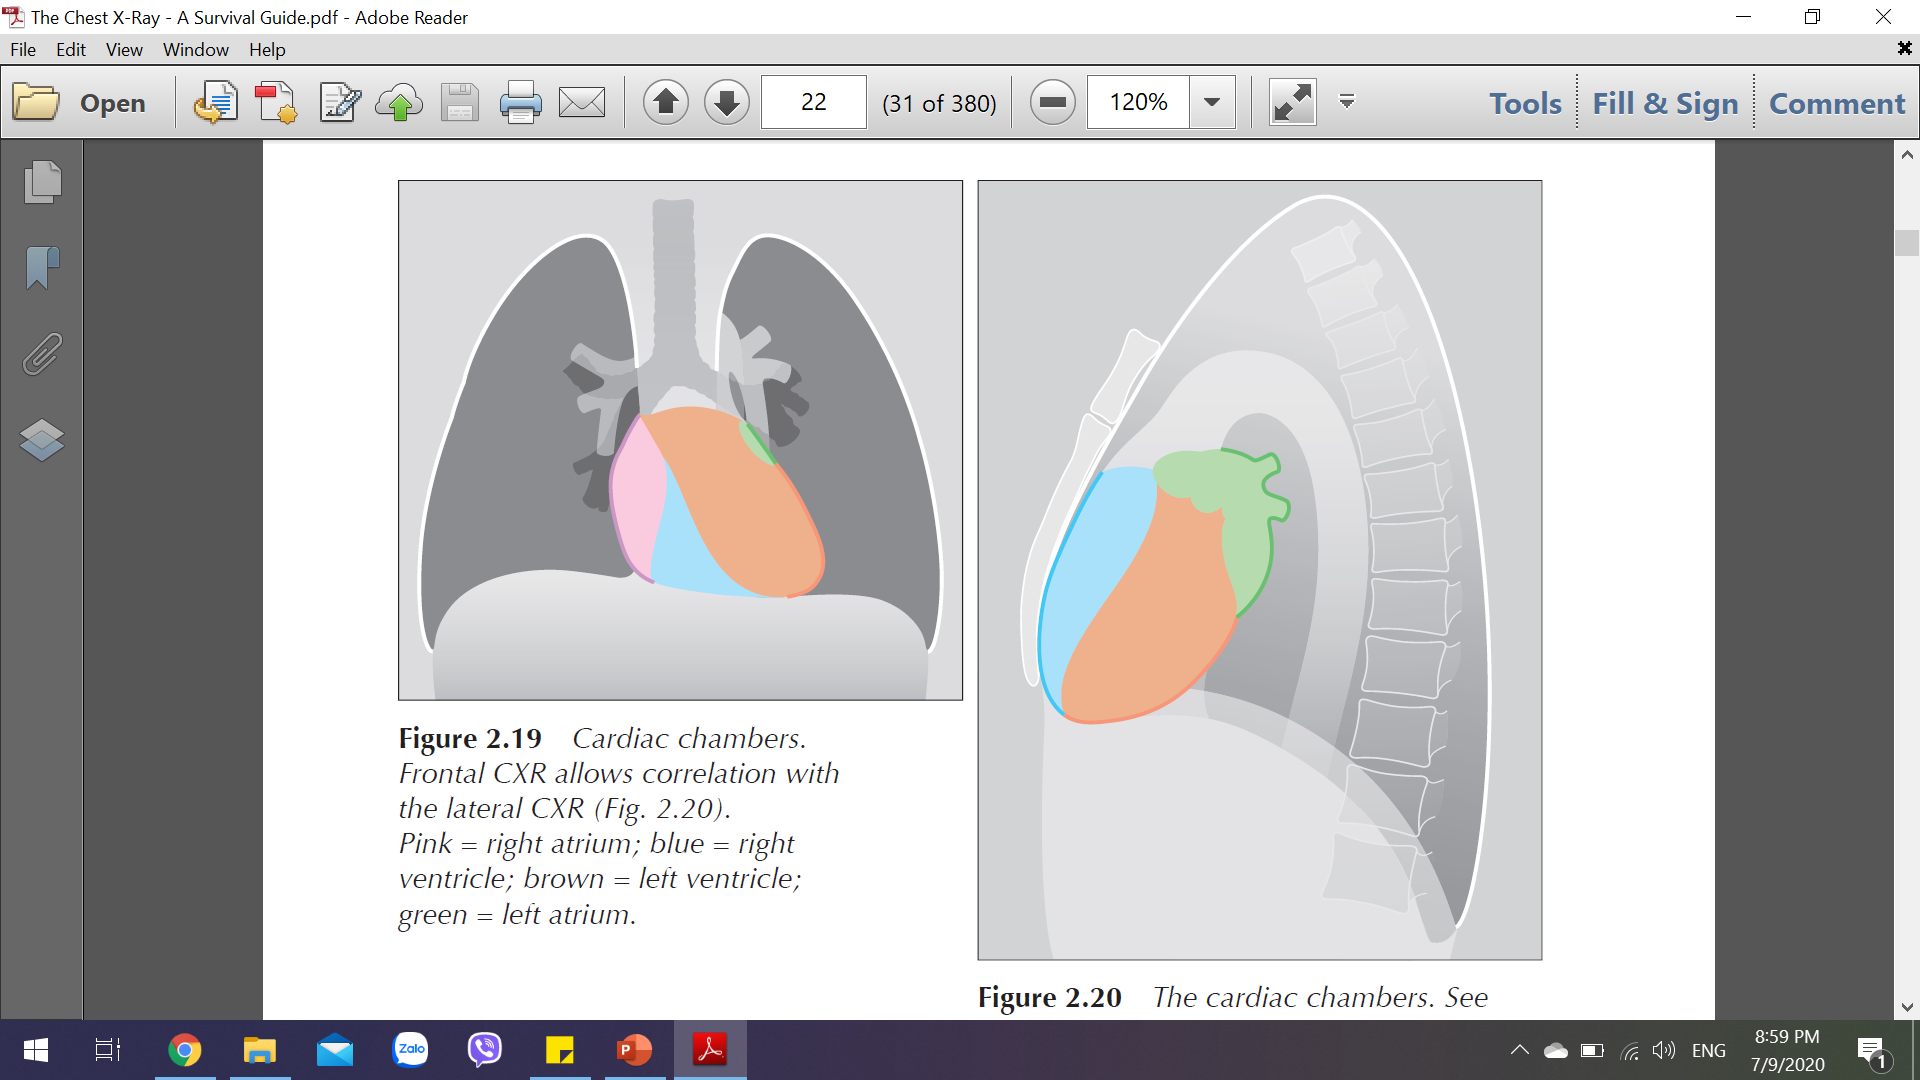 The Chest X-Ray - A Survival Guide.pdf - Adobe Reader
File Edit View Window Help
Open 22 (31 of 380) 120% Tools Fill & Sign Comment
Figure 2.19 Cardiac chambers.
Frontal CXR allows correlation with
the lateral CXR (Fig. 2.20).
Pink = right atrium; blue = right
ventricle; brown = left ventricle;
green = left atrium.
Figure 2.20 The cardiac chambers. See
Zalo
P
ENG
8:59 PM
7/9/2020
1